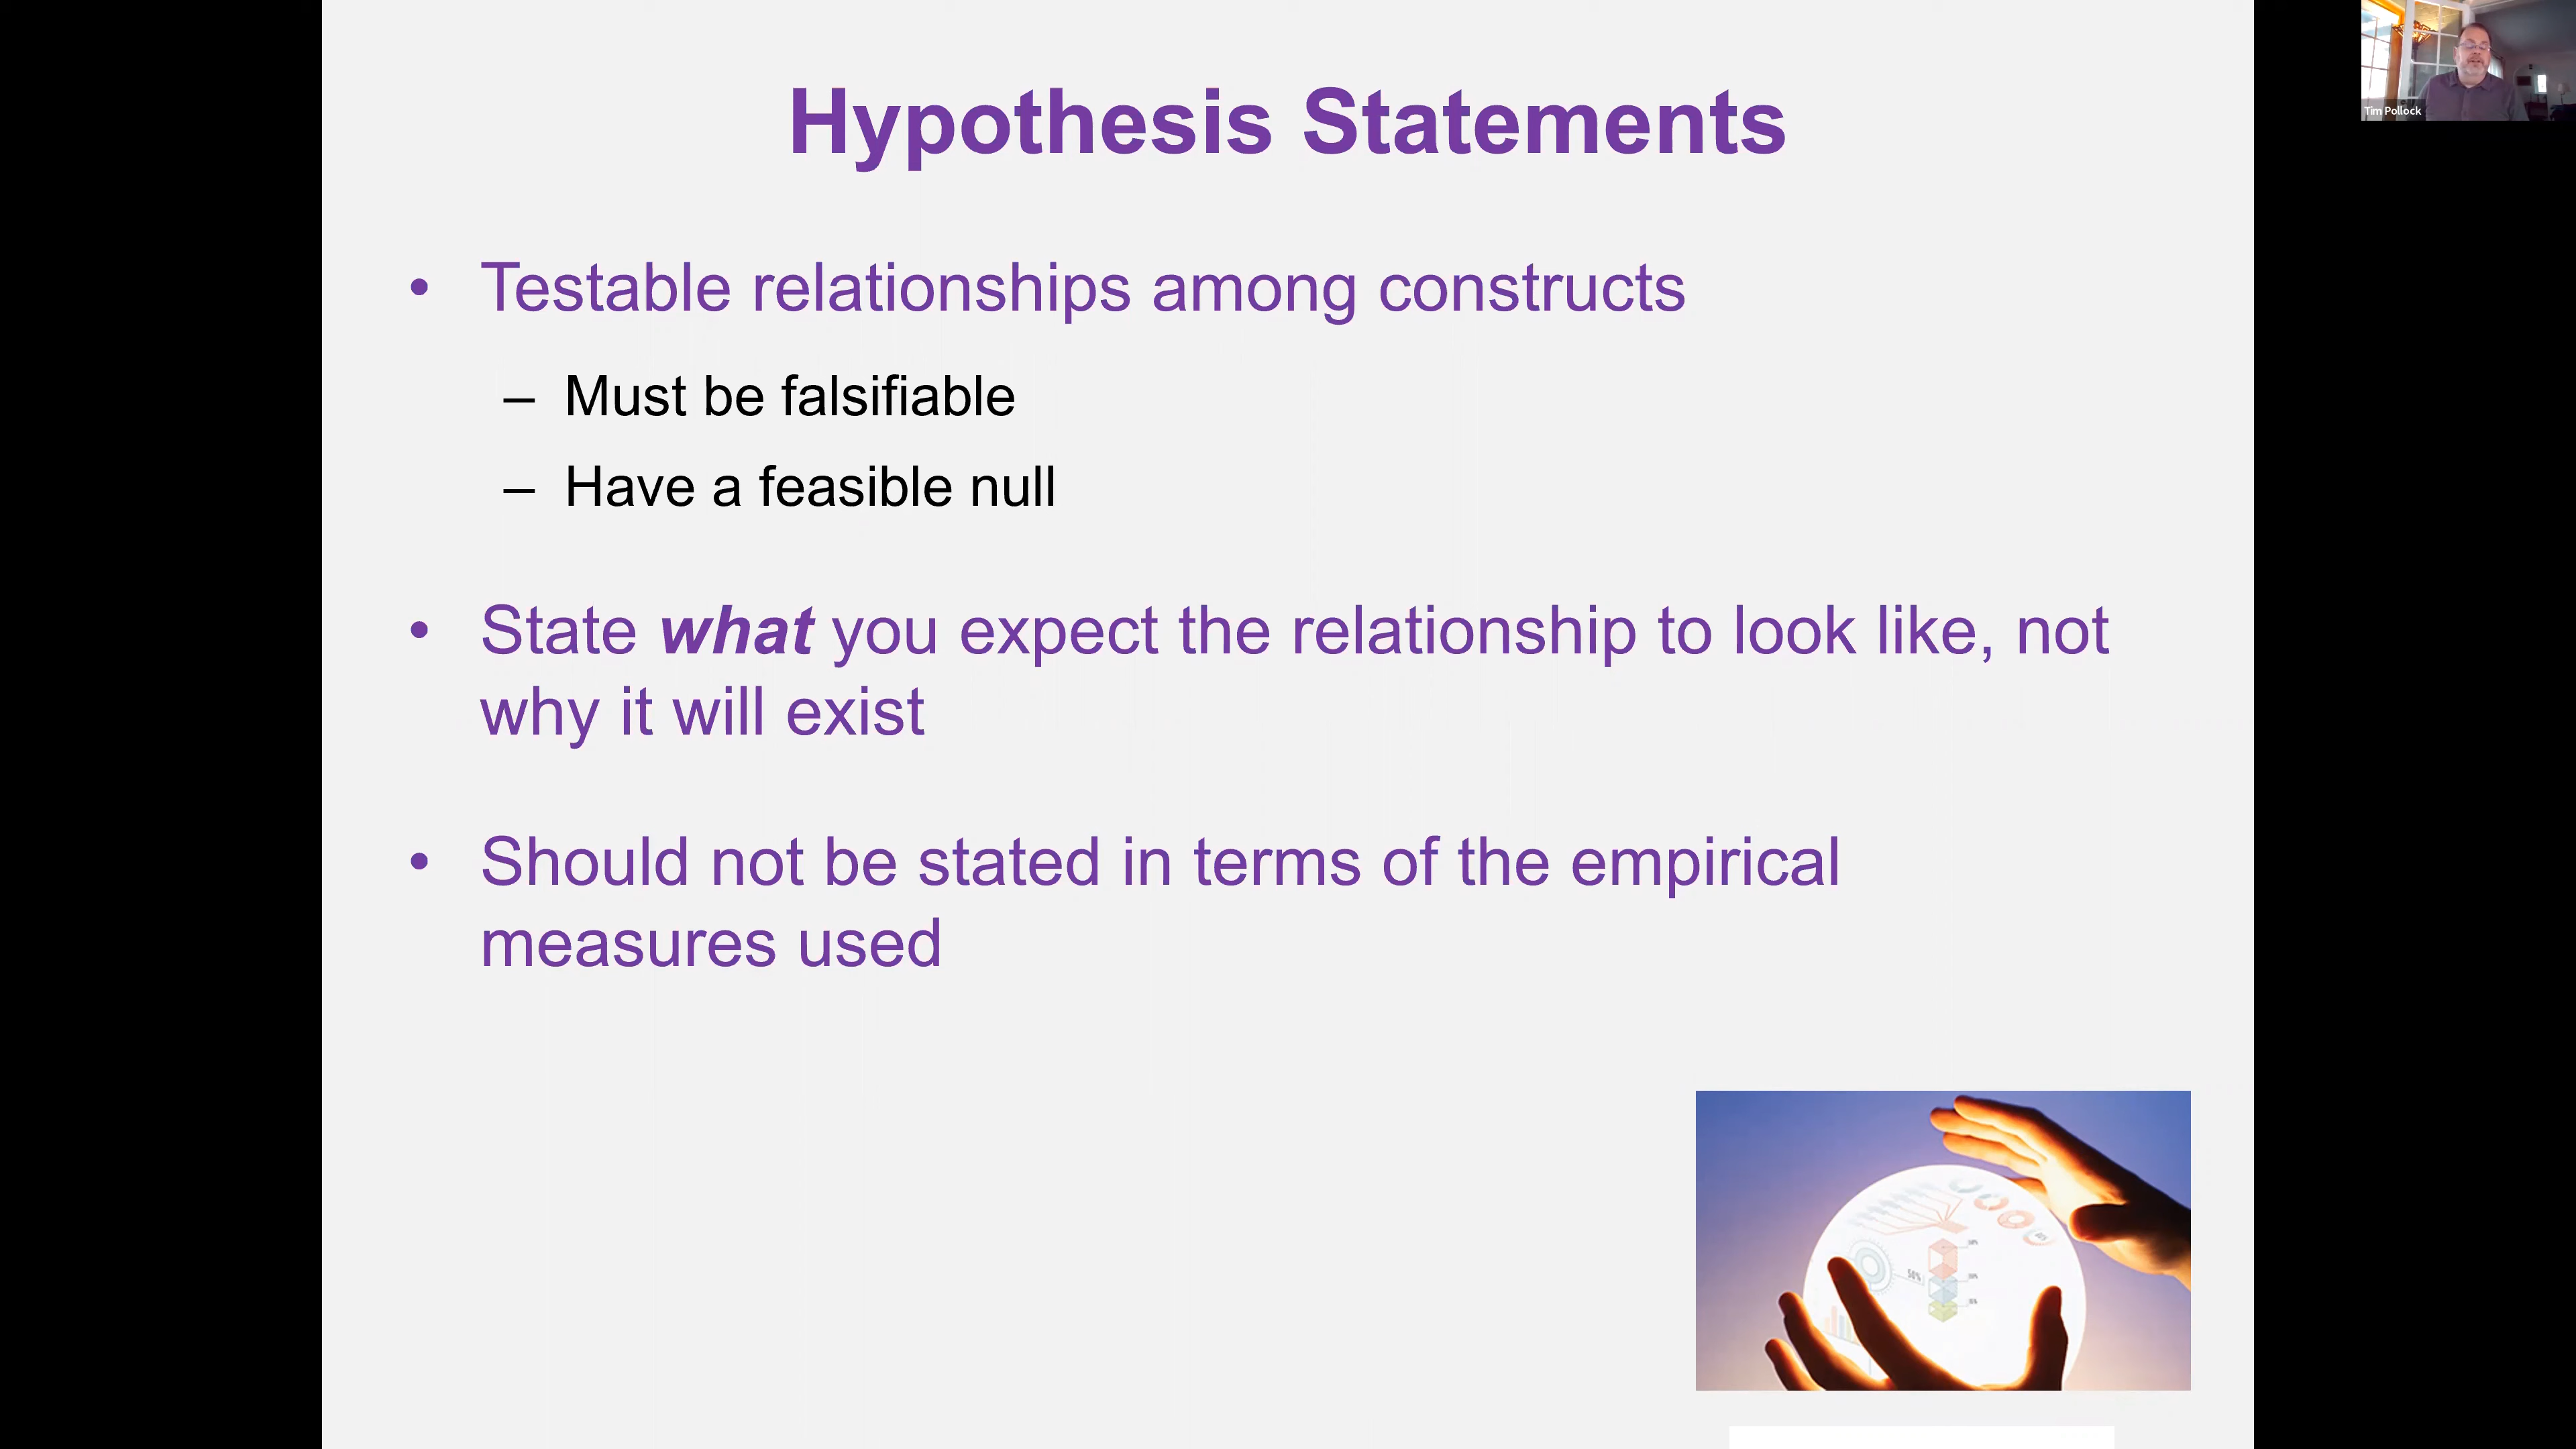 Hypothesis Statements
Tim Pollock
• Testable relationships among constructs
– Must be falsifiable
– Have a feasible null
• State what you expect the relationship to look like, not
why it will exist
• Should not be stated in terms of the empirical
measures used
50%